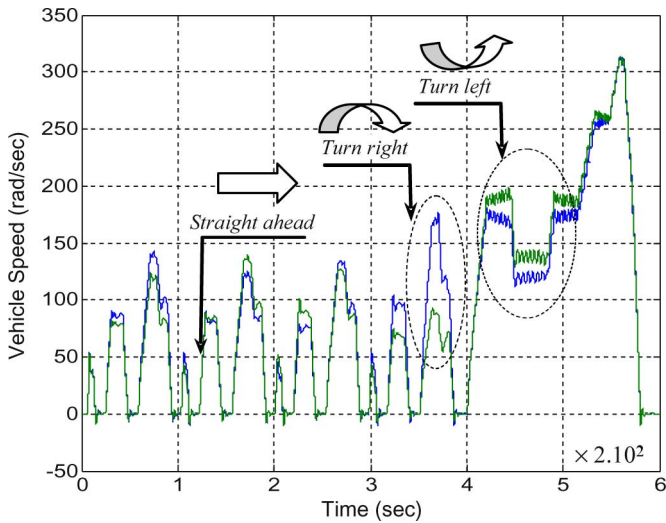 350
300
250
200
150
100
50
0
-50
Vehicle Speed (rad/sec)
Turn left
Turn right
Straight ahead
× 2.10²
0 1 2 3 4 5 6
Time (sec)